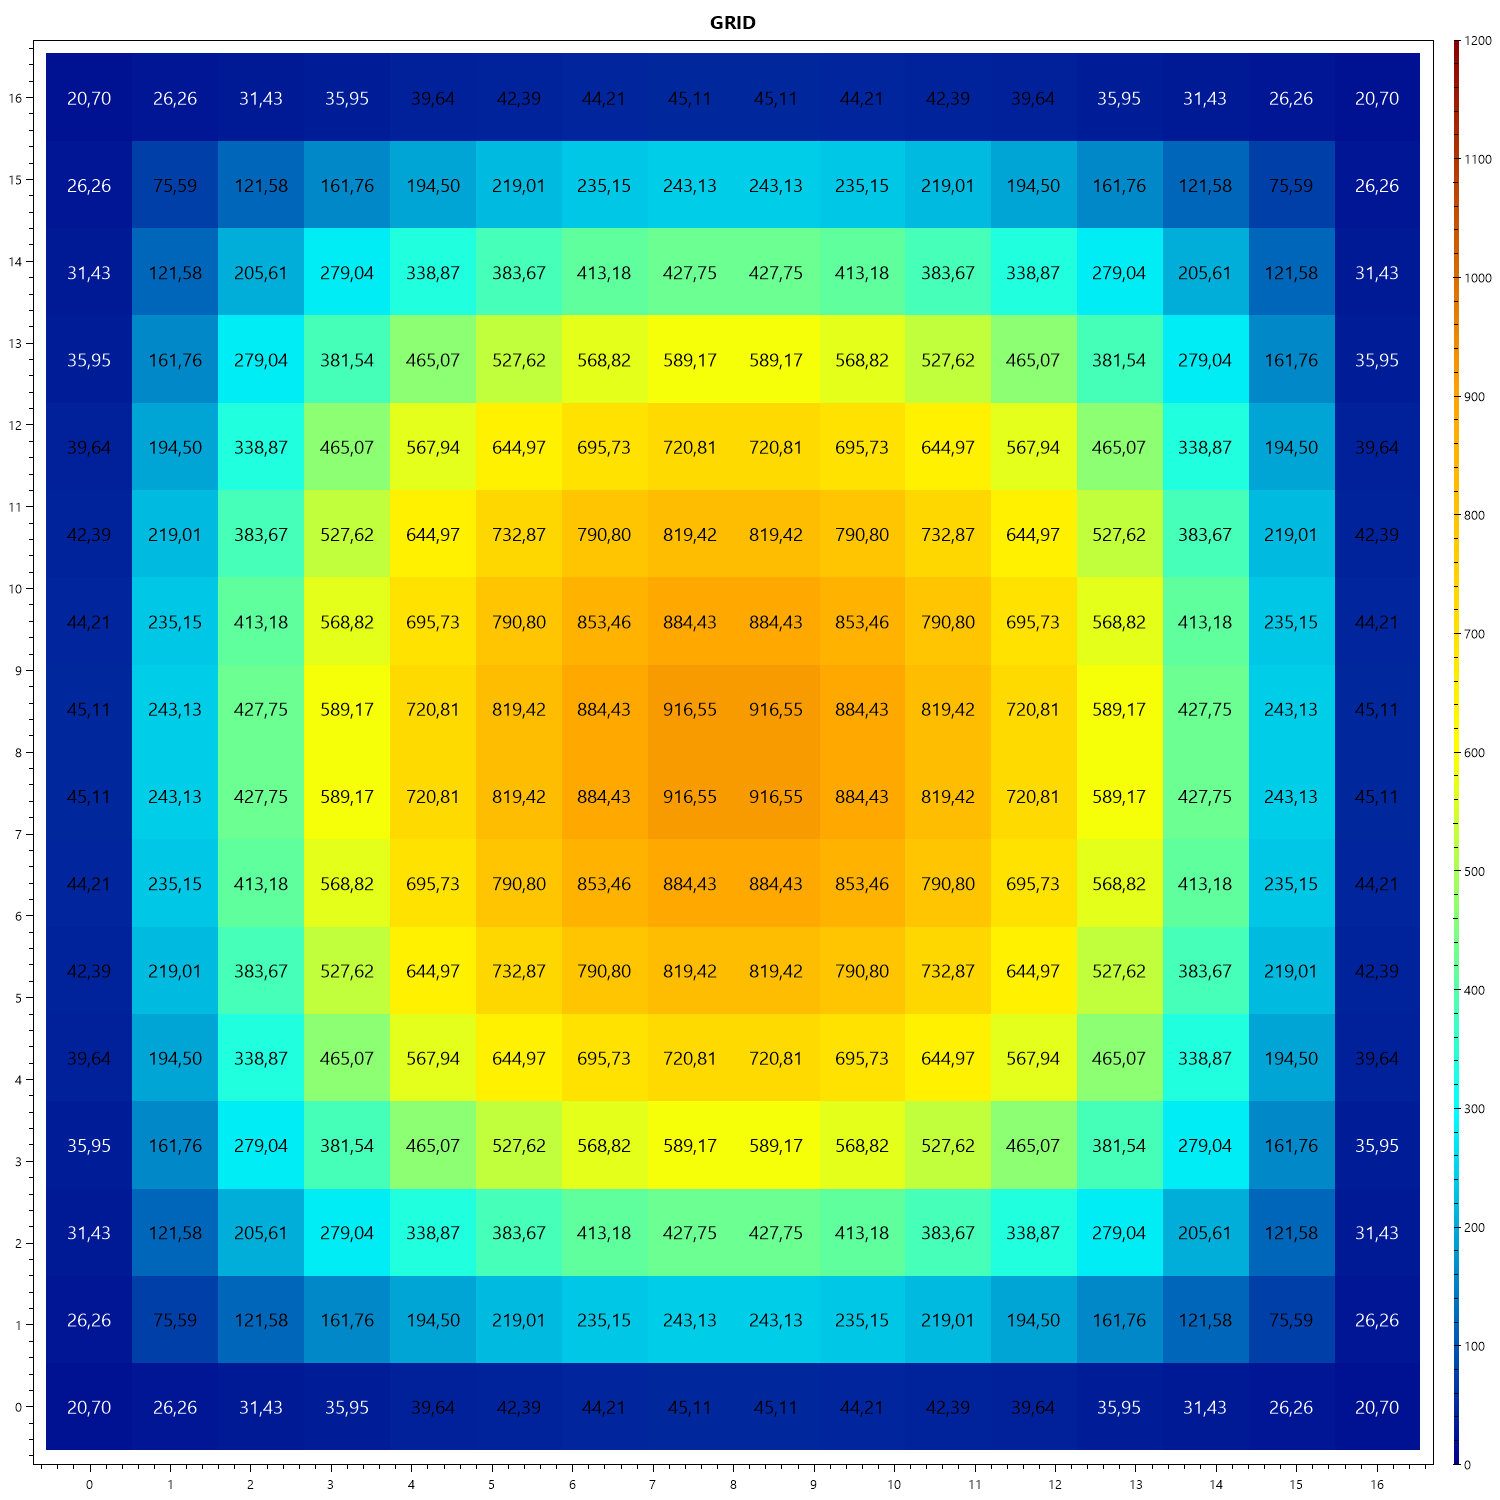 GRID
1200
16 20,70 26,26 31,43 35,95 39,64 42,39 44,21 45,11 45,11 44,21 42,39 39,64 35,95 31,43 26,26 20,70
1100
15 26,26 75,59 121,58 161,76 194,50 219,01 235,15 243,13 243,13 235,15 219,01 194,50 161,76 121,58 75,59 26,26
14 31,43 121,58 205,61 279,04 338,87 383,67 413,18 427,75 427,75 413,18 383,67 338,87 279,04 205,61 121,58 31,43
1000
13 35,95 161,76 279,04 381,54 465,07 527,62 568,82 589,17 589,17 568,82 527,62 465,07 381,54 279,04 161,76 35,95
900
12 39,64 194,50 338,87 465,07 567,94 644,97 695,73 720,81 720,81 695,73 644,97 567,94 465,07 338,87 194,50 39,64
11
800
42,39 219,01 383,67 527,62 644,97 732,87 790,80 819,42 819,42 790,80 732,87 644,97 527,62 383,67 219,01 42,39
10
44,21 235,15 413,18 568,82 695,73 790,80 853,46 884,43 884,43 853,46 790,80 695,73 568,82 413,18 235,15 44,21
700
9
45,11 243,13 427,75 589,17 720,81 819,42 884,43 916,55 916,55 884,43 819,42 720,81 589,17 427,75 243,13 45,11
8
600
45,11 243,13 427,75 589,17 720,81 819,42 884,43 916,55 916,55 884,43 819,42 720,81 589,17 427,75 243,13 45,11
7
500
44,21 235,15 413,18 568,82 695,73 790,80 853,46 884,43 884,43 853,46 790,80 695,73 568,82 413,18 235,15 44,21
6
42,39 219,01 383,67 527,62 644,97 732,87 790,80 819,42 819,42 790,80 732,87 644,97 527,62 383,67 219,01 42,39
400
5
39,64 194,50 338,87 465,07 567,94 644,97 695,73 720,81 720,81 695,73 644,97 567,94 465,07 338,87 194,50 39,64
4
300
35,95 161,76 279,04 381,54 465,07 527,62 568,82 589,17 589,17 568,82 527,62 465,07 381,54 279,04 161,76 35,95
3
200
31,43 121,58 205,61 279,04 338,87 383,67 413,18 427,75 427,75 413,18 383,67 338,87 279,04 205,61 121,58 31,43
2
26,26 75,59 121,58 161,76 194,50 219,01 235,15 243,13 243,13 235,15 219,01 194,50 161,76 121,58 75,59 26,26
1
100
0 20,70 26,26 31,43 35,95 39,64 42,39 44,21 45,11 45,11 44,21 42,39 39,64 35,95 31,43 26,26 20,70
0
0 1 2 3 4 5 6 7 8 9 10 11 12 13 14 15 16